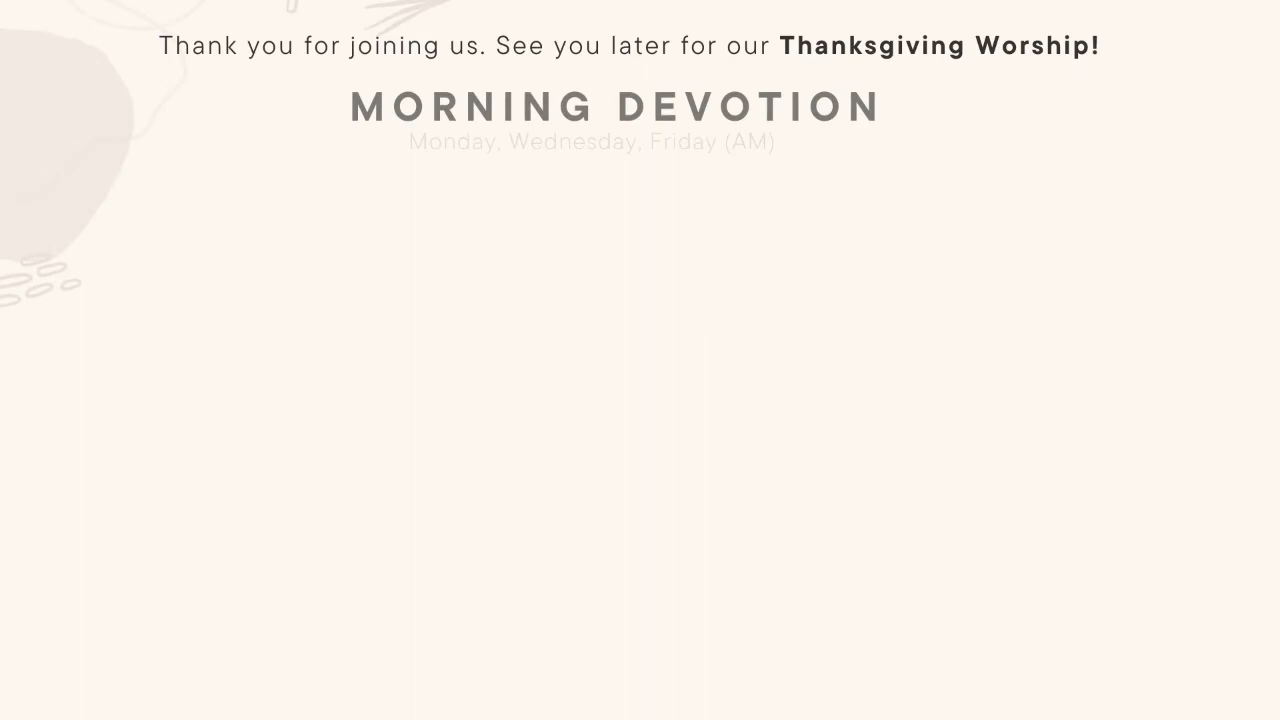 Thank you for joining us. See you later for our Thanksgiving Worship!
MORNING DEVOTION
Monday, Wednesday, Friday (AM)